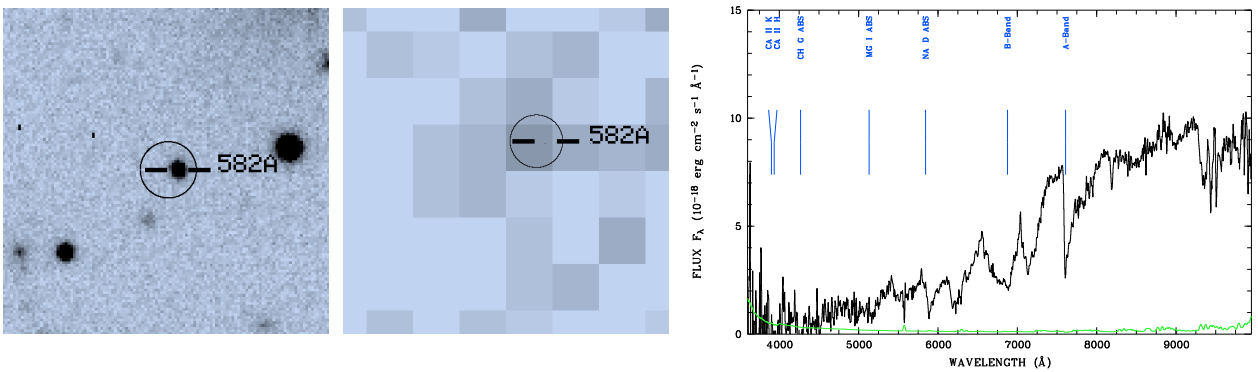 582A
582A
CA II K
CA II H
CH G ABS
MG I ABS
NA D ABS
B-Band
A-Band
15
10
5
0
FLUX Fλ (10⁻¹⁸ erg cm⁻² s⁻¹ Å⁻¹)
4000 5000 6000 7000 8000 9000
WAVELENGTH (Å)